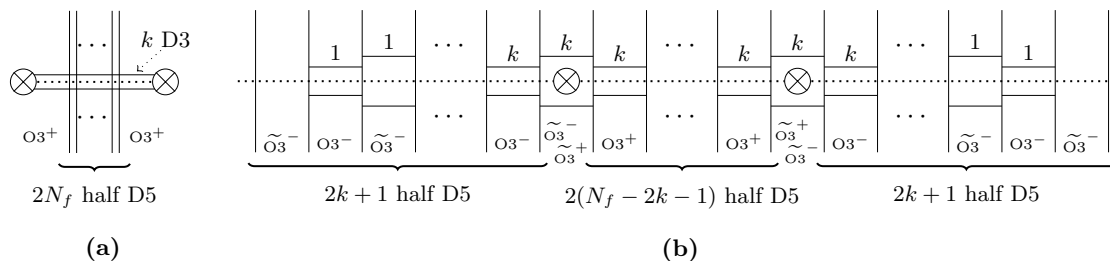 k D3
O3⁺ O3⁺
2N_f half D5
(a)
1 1 ⋯ k k k ⋯ k k k ⋯ 1 1
⋯ ⋯ ⋯ ⋯
Õ3⁻ O3⁻ Õ3⁻ ⋯ O3⁻ Õ3⁻ Õ3⁺ O3⁺ ⋯ O3⁺ Õ3⁺ Õ3⁻ O3⁻ ⋯ Õ3⁻ O3⁻ Õ3⁻
2k + 1 half D5 2(N_f − 2k − 1) half D5 2k + 1 half D5
(b)